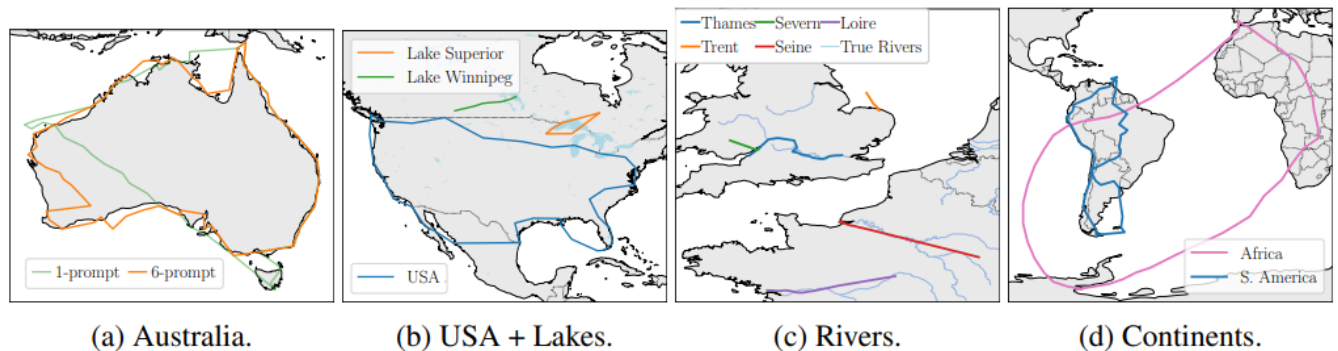 1-prompt 6-prompt
Lake Superior
Lake Winnipeg
USA
Thames Severn Loire
Trent Seine True Rivers
Africa
S. America
(a) Australia. (b) USA + Lakes. (c) Rivers. (d) Continents.